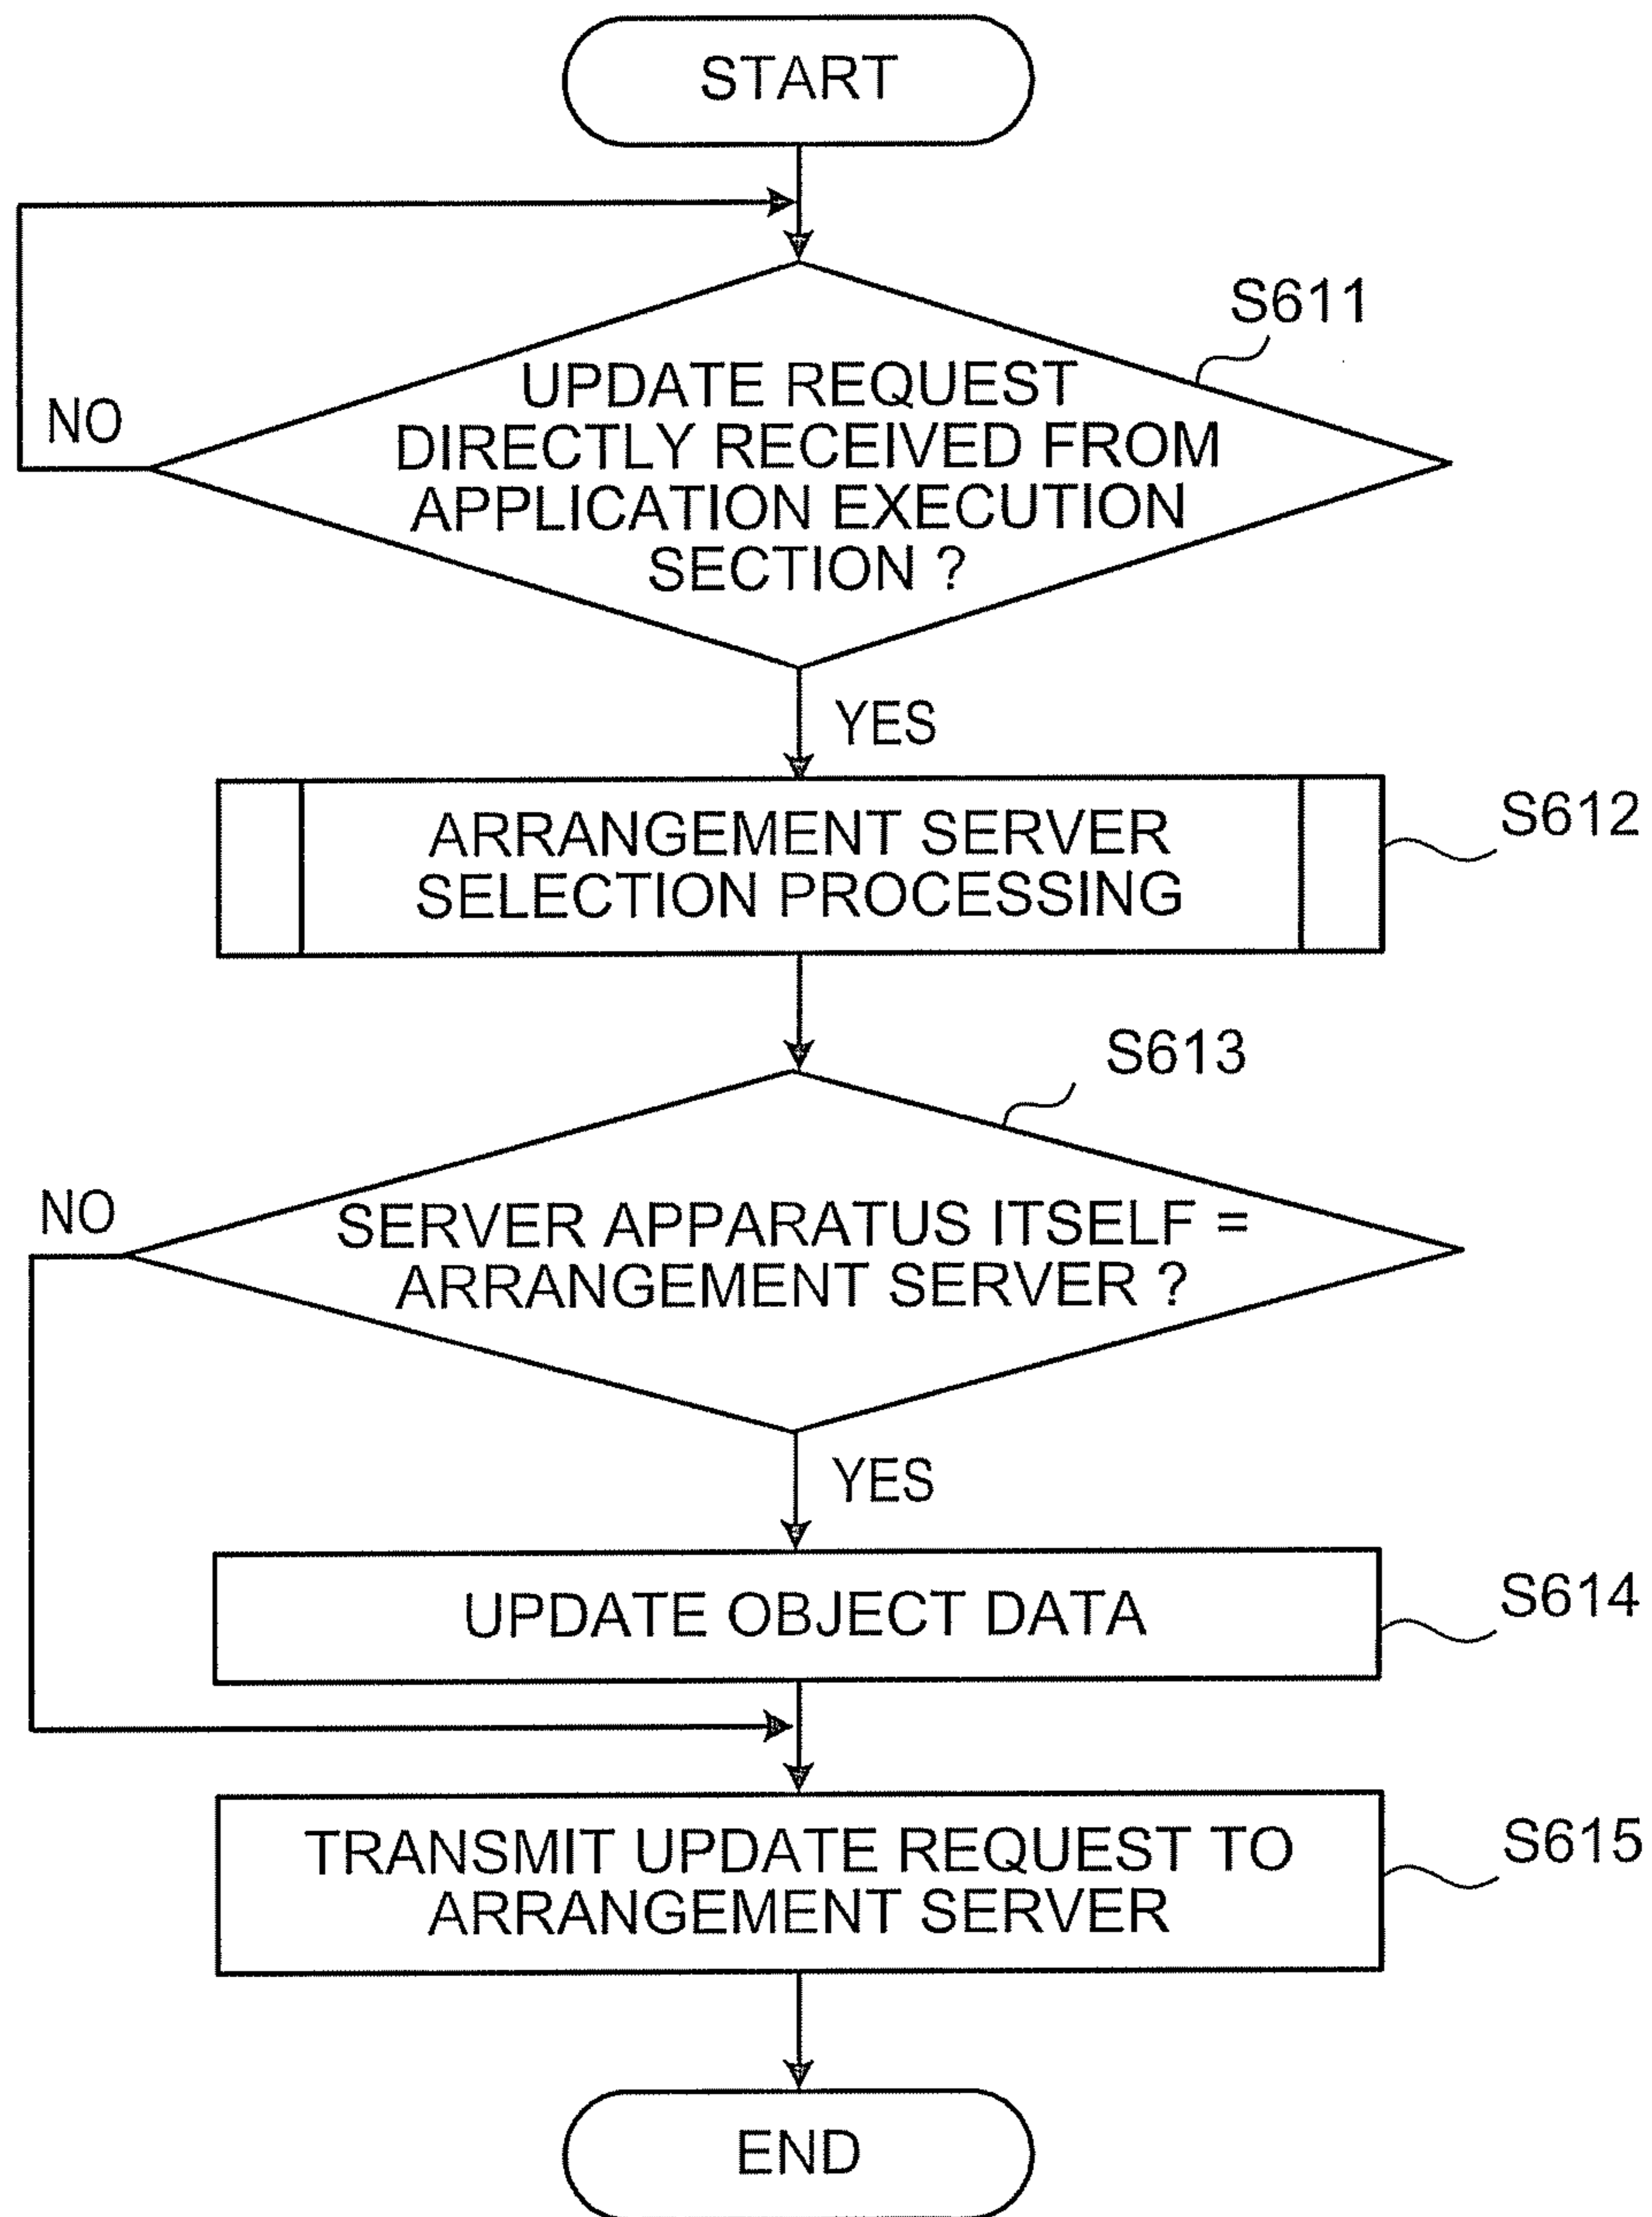 START
S611
UPDATE REQUEST
DIRECTLY RECEIVED FROM
APPLICATION EXECUTION
SECTION ?
NO
YES
ARRANGEMENT SERVER
SELECTION PROCESSING
S612
S613
SERVER APPARATUS ITSELF =
ARRANGEMENT SERVER ?
NO
YES
UPDATE OBJECT DATA
S614
TRANSMIT UPDATE REQUEST TO
ARRANGEMENT SERVER
S615
END